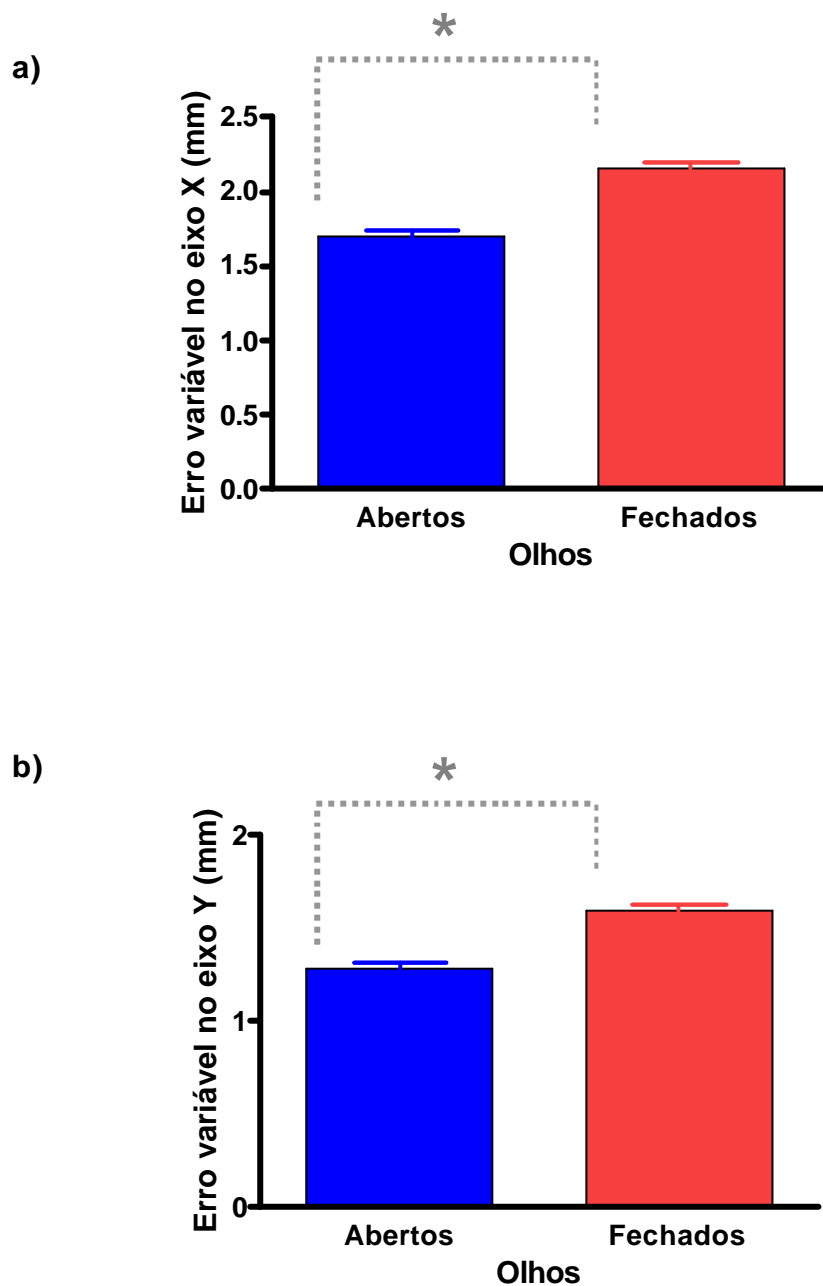 a)
*
Erro variável no eixo X (mm)
2.5
2.0
1.5
1.0
0.5
0.0
Abertos Fechados
Olhos
b)
*
Erro variável no eixo Y (mm)
2
1
0
Abertos Fechados
Olhos